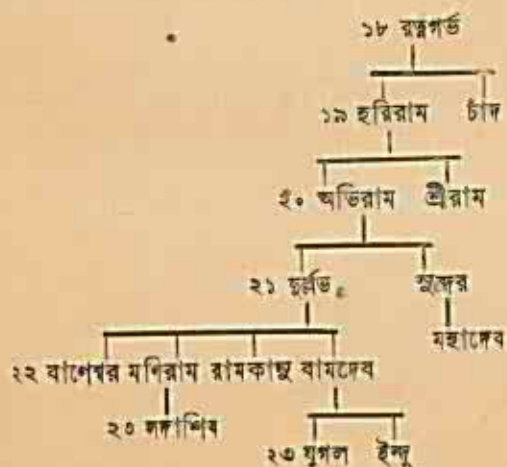 ১৮ রত্নগর্ভ
১৯ হরিরাম চাঁদ
২০ অভিরাম শ্রীরাম
২১ দুর্ল্লভ সুন্দর
মহাদেব
২২ বাণেশ্বর মণিরাম রামকানু বামদেব
২৩ সদাশিব
২৩ যুগল ইন্দু